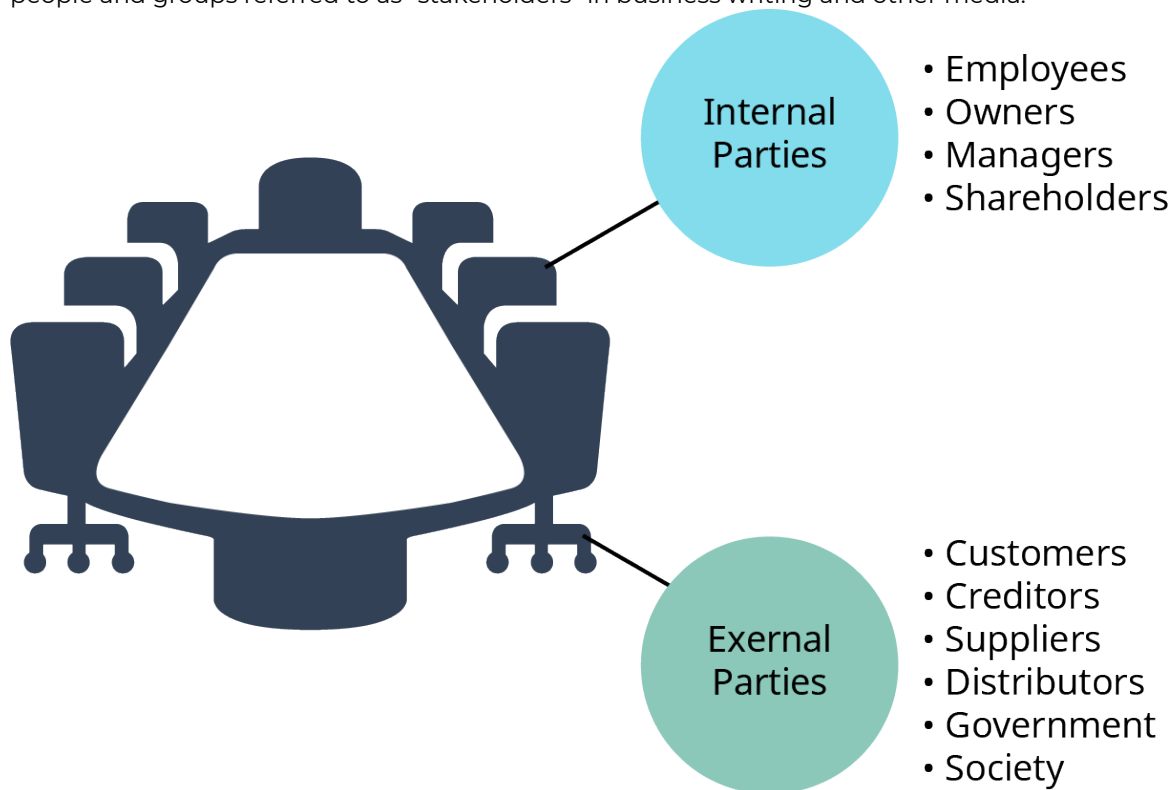 people and groups referred to as "stakeholders" in business writing and other media.
Internal
Parties
• Employees
• Owners
• Managers
• Shareholders
Exernal
Parties
• Customers
• Creditors
• Suppliers
• Distributors
• Government
• Society